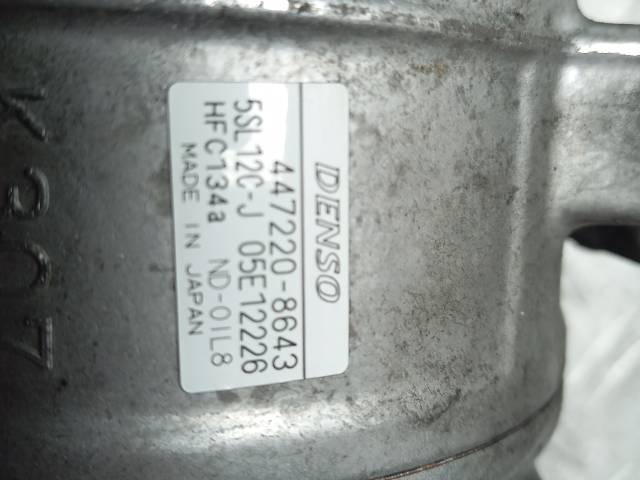 DENSO
447220-8643
5SL12C-J 05E12226
HFC134a ND-OIL8
MADE IN JAPAN